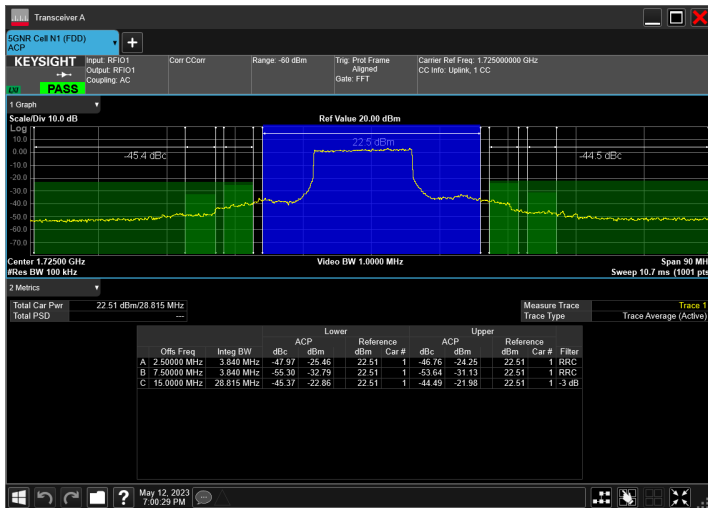 Transceiver A
5GNR Cell N1 (FDD)
ACP
KEYSIGHT
LXI
PASS
Input: RFIO1
Output: RFIO1
Coupling: AC
Corr CCorr
Range: -60 dBm
Trig: Prot Frame
Aligned
Gate: FFT
Carrier Ref Freq: 1.725000000 GHz
CC Info: Uplink, 1 CC
1 Graph
Scale/Div 10.0 dB
Ref Value 20.00 dBm
Log
10.0
0.00
-10.0
-20.0
-30.0
-40.0
-50.0
-60.0
-70.0
-45.4 dBc
22.5 dBm
-44.5 dBc
Center 1.72500 GHz
#Res BW 100 kHz
Video BW 1.0000 MHz
Span 90 MH
Sweep 10.7 ms (1001 pts
2 Metrics
Total Car Pwr 22.51 dBm/28.815 MHz
Total PSD ---
Measure Trace Trace 1
Trace Type Trace Average (Active)
Lower Upper
ACP Reference ACP Reference
Offs Freq Integ BW dBc dBm dBm Car # dBc dBm dBm Car # Filter
A 2.50000 MHz 3.840 MHz -47.97 -25.46 22.51 1 -46.76 -24.25 22.51 1 RRC
B 7.50000 MHz 3.840 MHz -55.30 -32.79 22.51 1 -53.64 -31.13 22.51 1 RRC
C 15.0000 MHz 28.815 MHz -45.37 -22.86 22.51 1 -44.49 -21.98 22.51 1 -3 dB
?
May 12, 2023
7:00:29 PM